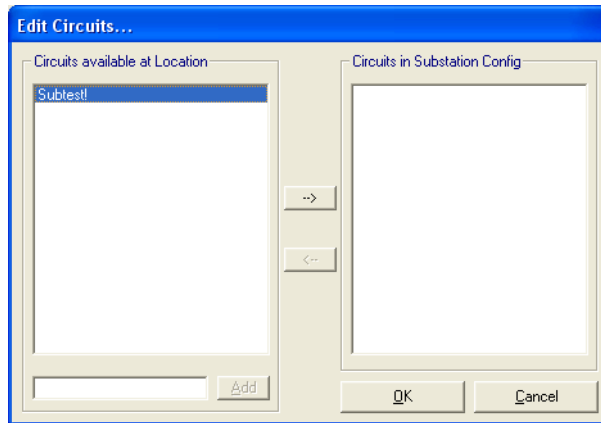 Edit Circuits...
Circuits available at Location
Circuits in Substation Config
Subtest!
-->
<--
Add
OK
Cancel